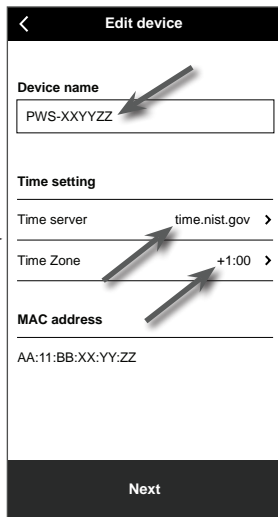 Edit device
Device name
PWS-XXYYZZ
Time setting
Time server time.nist.gov
Time Zone +1:00
MAC address
AA:11:BB:XX:YY:ZZ
Next